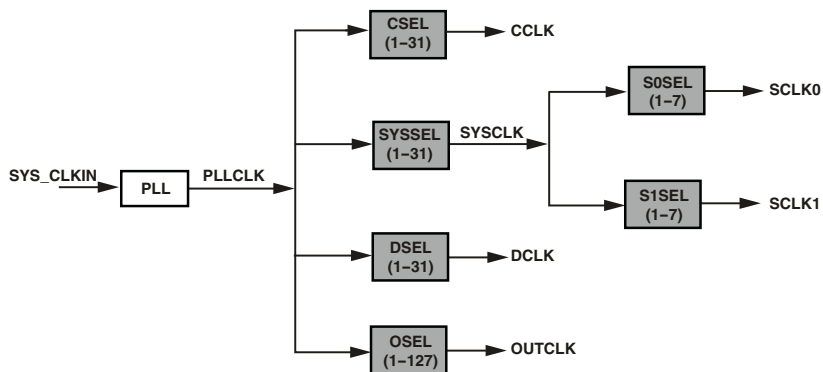 CSEL
(1–31)
CCLK
S0SEL
(1–7)
SCLK0
SYSSEL
(1–31)
SYSCLK
SYS_CLKIN
PLL
PLLCLK
S1SEL
(1–7)
SCLK1
DSEL
(1–31)
DCLK
OSEL
(1–127)
OUTCLK